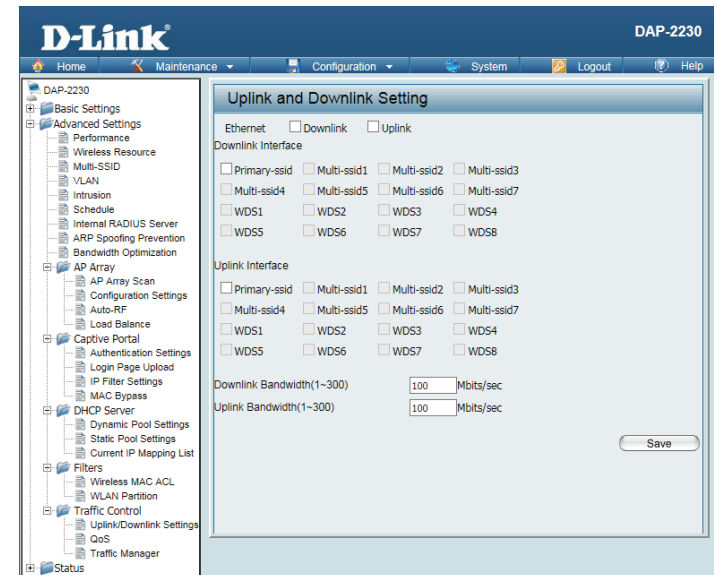 D-Link®
DAP-2230
Home Maintenance Configuration System Logout Help
DAP-2230
Basic Settings
Advanced Settings
Performance
Wireless Resource
Multi-SSID
VLAN
Intrusion
Schedule
Internal RADIUS Server
ARP Spoofing Prevention
Bandwidth Optimization
AP Array
AP Array Scan
Configuration Settings
Auto-RF
Load Balance
Captive Portal
Authentication Settings
Login Page Upload
IP Filter Settings
MAC Bypass
DHCP Server
Dynamic Pool Settings
Static Pool Settings
Current IP Mapping List
Filters
Wireless MAC ACL
WLAN Partition
Traffic Control
Uplink/Downlink Settings
QoS
Traffic Manager
Status
Uplink and Downlink Setting
Ethernet Downlink Uplink
Downlink Interface
Primary-ssid Multi-ssid1 Multi-ssid2 Multi-ssid3
Multi-ssid4 Multi-ssid5 Multi-ssid6 Multi-ssid7
WDS1 WDS2 WDS3 WDS4
WDS5 WDS6 WDS7 WDS8
Uplink Interface
Primary-ssid Multi-ssid1 Multi-ssid2 Multi-ssid3
Multi-ssid4 Multi-ssid5 Multi-ssid6 Multi-ssid7
WDS1 WDS2 WDS3 WDS4
WDS5 WDS6 WDS7 WDS8
Downlink Bandwidth(1~300) 100 Mbits/sec
Uplink Bandwidth(1~300) 100 Mbits/sec
Save